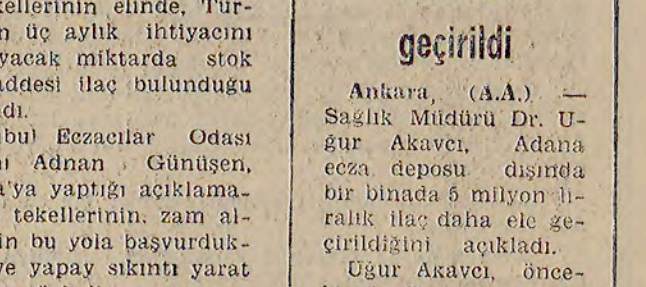 kellerinin elinde, Tür-
n üç aylık ihtiyacını
yacak miktarda stok
addesi ilaç bulunduğu
dı.
bul Eczacılar Odası
Adnan Günüşen,
a'ya yaptığı açıklama-
tekellerinin, zam al-
in bu yola başvurduk-
ve yapay sıkıntı yarat
geçirildi
Ankara, (A.A.) —
Sağlık Müdürü Dr. U-
ğur Akavcı, Adana
ecza deposu dışında
bir binada 5 milyon li-
ralık ilaç daha ele ge-
çirildiğini açıkladı.
Uğur Akavcı, önce-